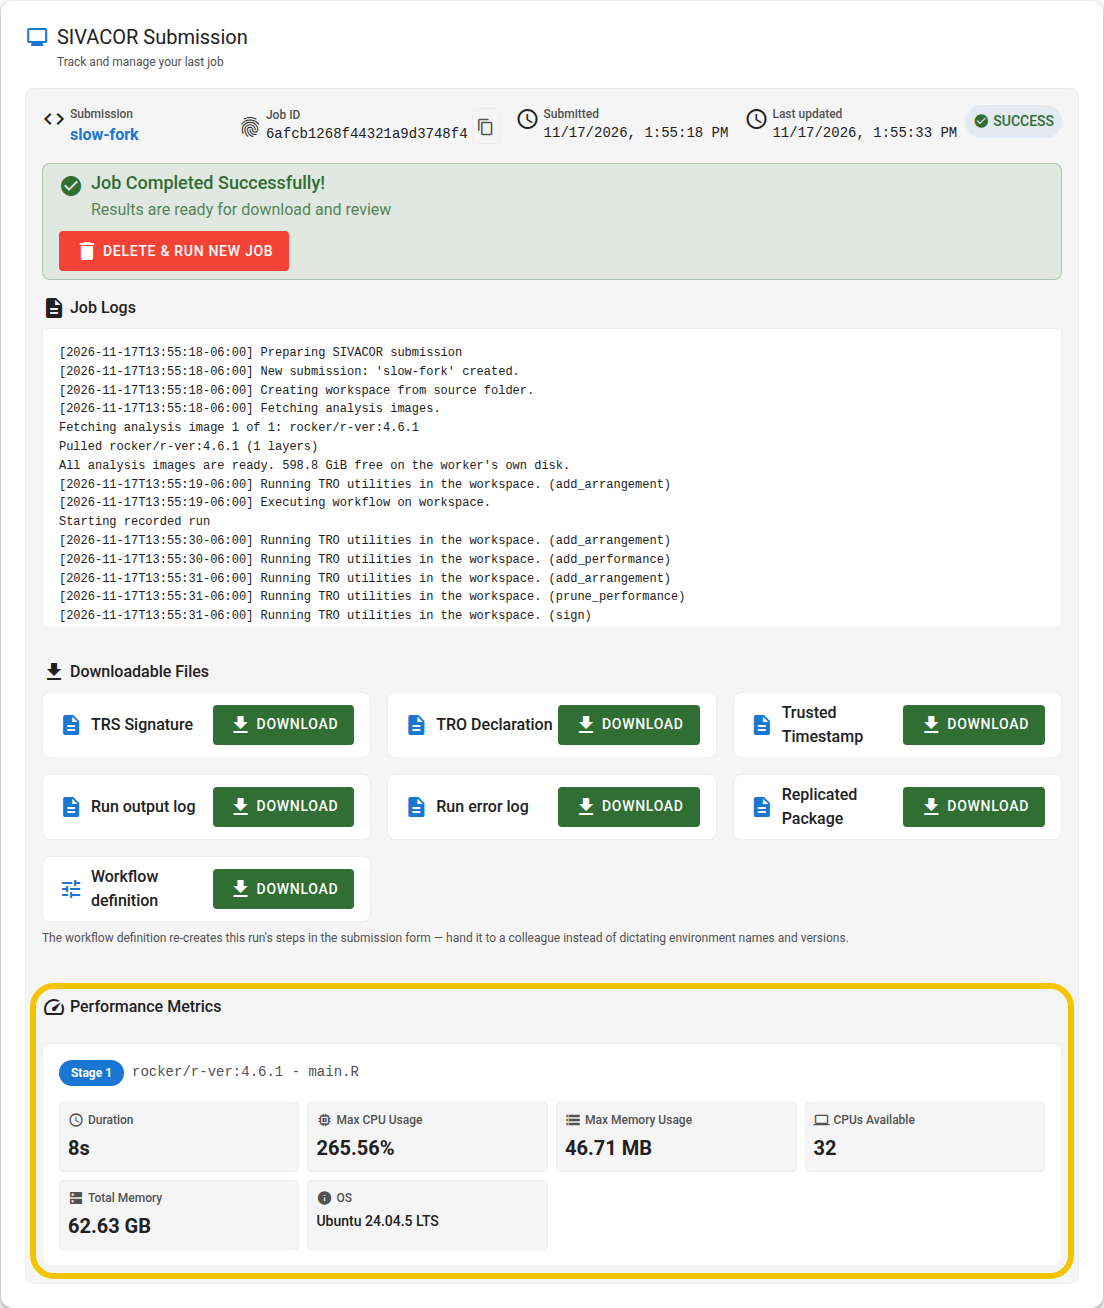 SIVACOR Submission
Track and manage your last job
Submission
slow-fork
Job ID
6afcb1268f44321a9d3748f4
Submitted
11/17/2026, 1:55:18 PM
Last updated
11/17/2026, 1:55:33 PM
SUCCESS
Job Completed Successfully!
Results are ready for download and review
DELETE & RUN NEW JOB
Job Logs
[2026-11-17T13:55:18-06:00] Preparing SIVACOR submission
[2026-11-17T13:55:18-06:00] New submission: 'slow-fork' created.
[2026-11-17T13:55:18-06:00] Creating workspace from source folder.
[2026-11-17T13:55:18-06:00] Fetching analysis images.
Fetching analysis image 1 of 1: rocker/r-ver:4.6.1
Pulled rocker/r-ver:4.6.1 (1 layers)
All analysis images are ready. 598.8 GiB free on the worker's own disk.
[2026-11-17T13:55:19-06:00] Running TRO utilities in the workspace. (add_arrangement)
[2026-11-17T13:55:19-06:00] Executing workflow on workspace.
Starting recorded run
[2026-11-17T13:55:30-06:00] Running TRO utilities in the workspace. (add_arrangement)
[2026-11-17T13:55:30-06:00] Running TRO utilities in the workspace. (add_performance)
[2026-11-17T13:55:31-06:00] Running TRO utilities in the workspace. (add_arrangement)
[2026-11-17T13:55:31-06:00] Running TRO utilities in the workspace. (prune_performance)
[2026-11-17T13:55:31-06:00] Running TRO utilities in the workspace. (sign)
Downloadable Files
TRS Signature
DOWNLOAD
TRO Declaration
DOWNLOAD
Trusted
Timestamp
DOWNLOAD
Run output log
DOWNLOAD
Run error log
DOWNLOAD
Replicated
Package
DOWNLOAD
Workflow
definition
DOWNLOAD
The workflow definition re-creates this run's steps in the submission form — hand it to a colleague instead of dictating environment names and versions.
Performance Metrics
Stage 1
rocker/r-ver:4.6.1 - main.R
Duration
8s
Max CPU Usage
265.56%
Max Memory Usage
46.71 MB
CPUs Available
32
Total Memory
62.63 GB
OS
Ubuntu 24.04.5 LTS